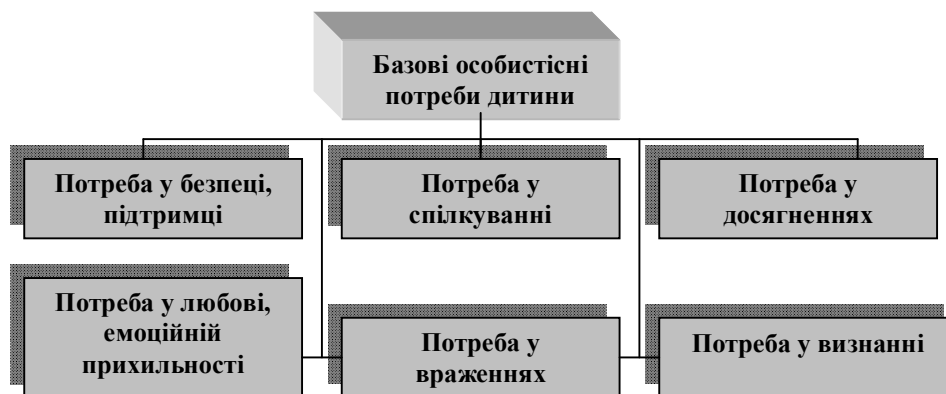 Базові особистісні
потреби дитини
Потреба у безпеці,
підтримці
Потреба у
спілкуванні
Потреба у
досягненнях
Потреба у любові,
емоційній
прихильності
Потреба у
враженнях
Потреба у визнанні